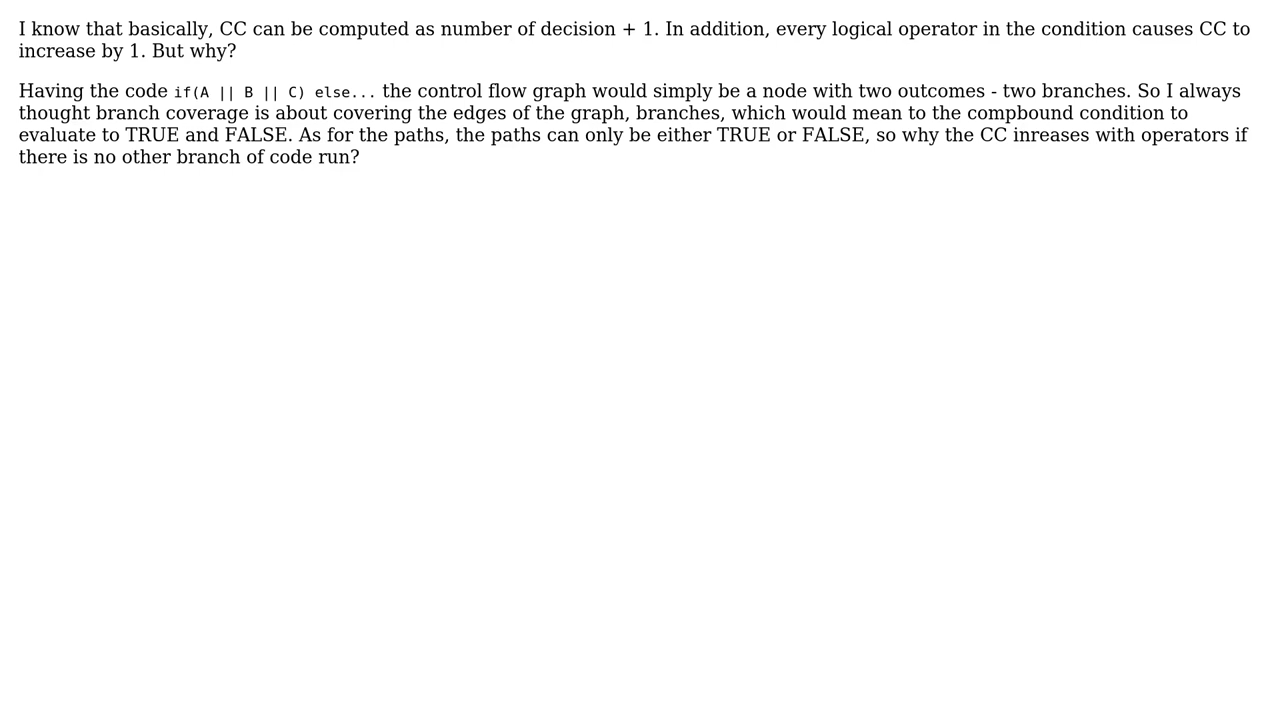 I know that basically, CC can be computed as number of decision + 1. In addition, every logical operator in the condition causes CC to
increase by 1. But why?
Having the code if(A || B || C) else... the control flow graph would simply be a node with two outcomes - two branches. So I always
thought branch coverage is about covering the edges of the graph, branches, which would mean to the compbound condition to
evaluate to TRUE and FALSE. As for the paths, the paths can only be either TRUE or FALSE, so why the CC inreases with operators if
there is no other branch of code run?